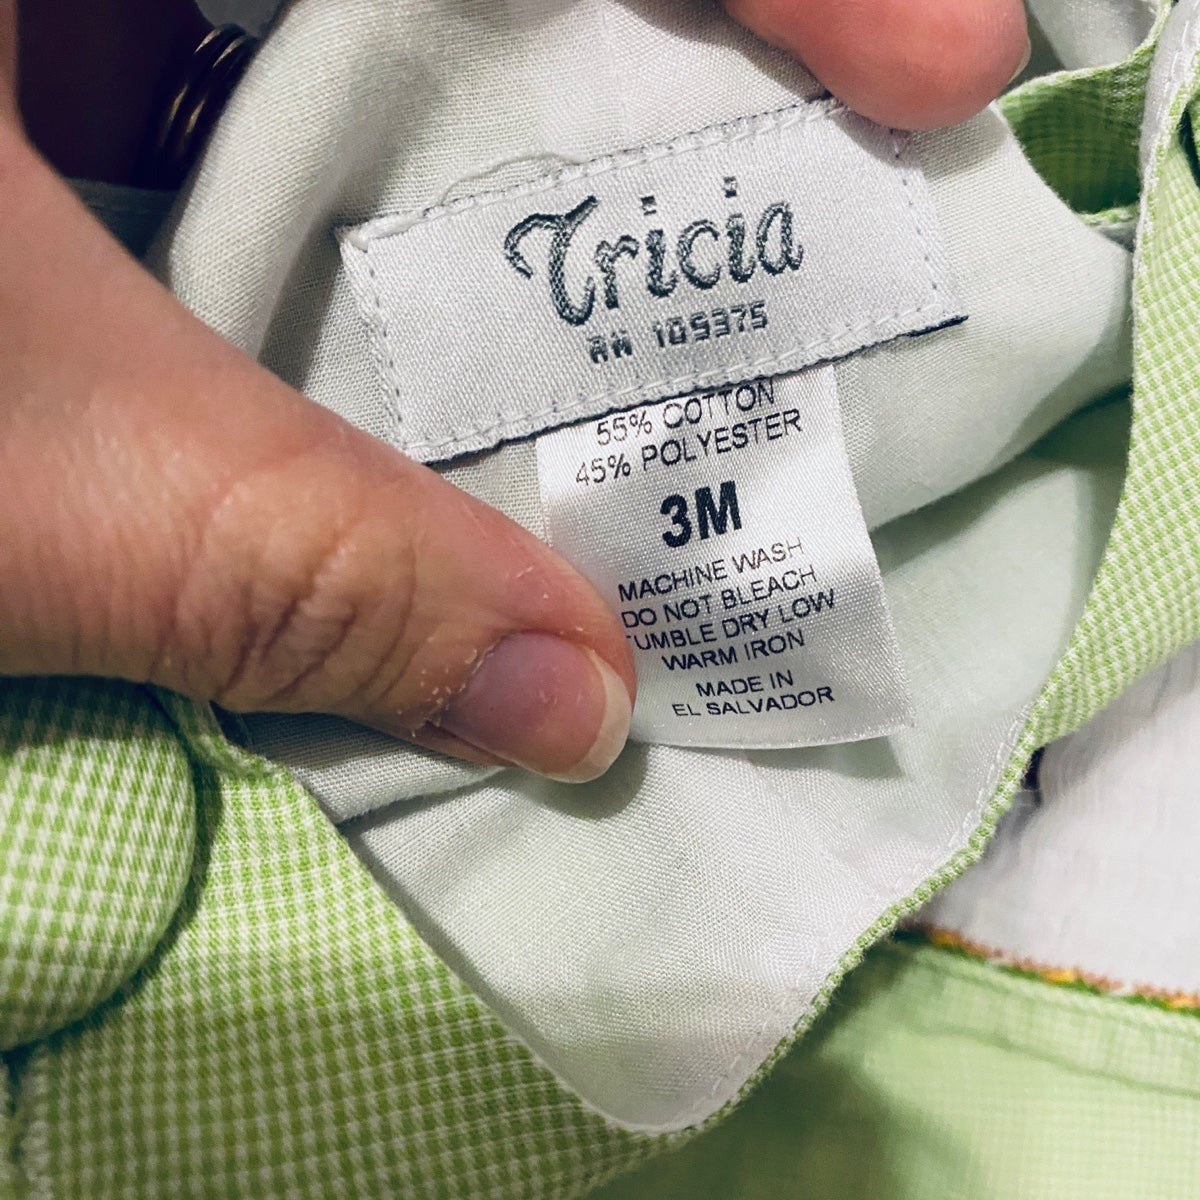 Tricia
RN 109375
55% COTTON
45% POLYESTER
3M
MACHINE WASH
DO NOT BLEACH
TUMBLE DRY LOW
WARM IRON
MADE IN
EL SALVADOR